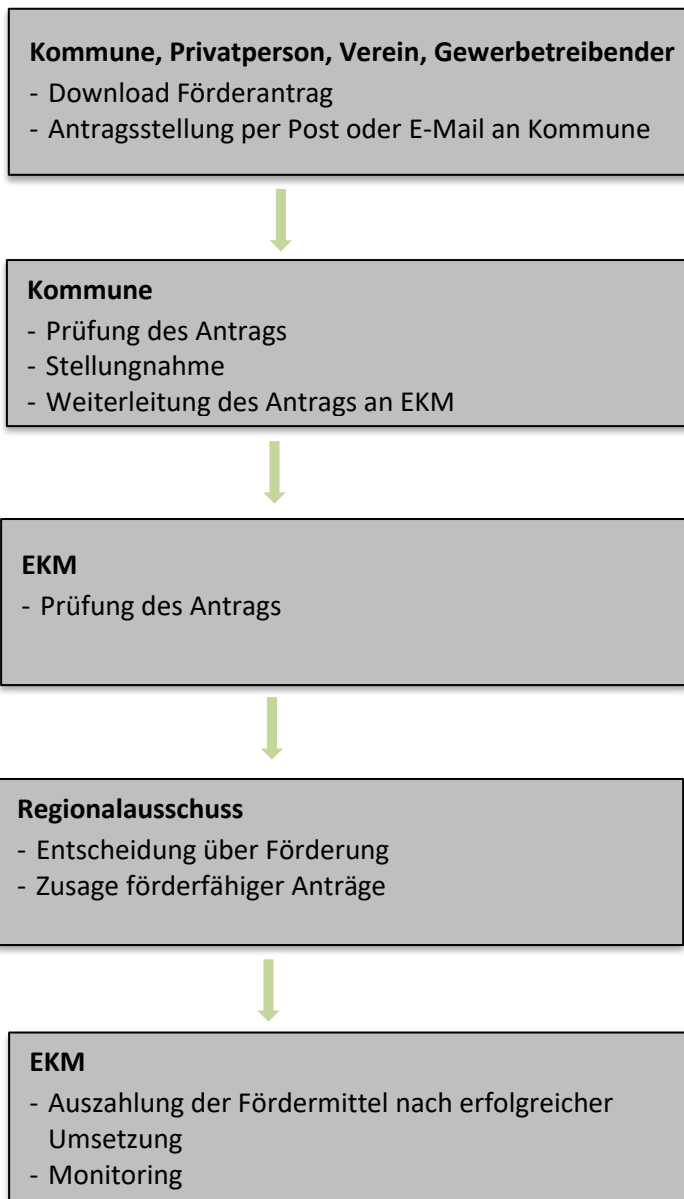 Kommune, Privatperson, Verein, Gewerbetreibender
- Download Förderantrag
- Antragsstellung per Post oder E-Mail an Kommune
Kommune
- Prüfung des Antrags
- Stellungnahme
- Weiterleitung des Antrags an EKM
EKM
- Prüfung des Antrags
Regionalausschuss
- Entscheidung über Förderung
- Zusage förderfähiger Anträge
EKM
- Auszahlung der Fördermittel nach erfolgreicher
Umsetzung
- Monitoring